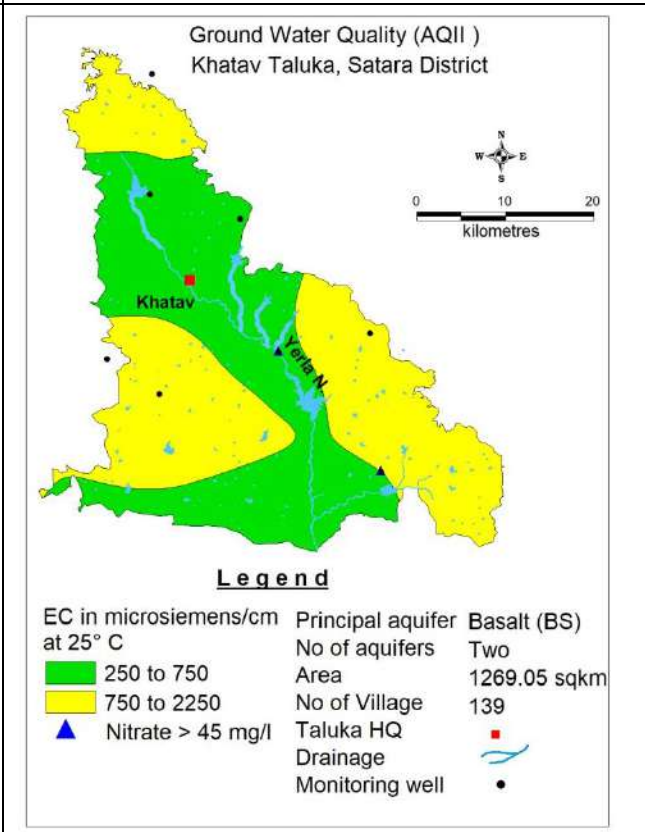 Ground Water Quality (AQII )
Khatav Taluka, Satara District
N
W E
S
0 10 20
kilometres
Khatav
Yerla N.
Legend
EC in microsiemens/cm
at 25° C
250 to 750
750 to 2250
Nitrate > 45 mg/l
Principal aquifer Basalt (BS)
No of aquifers Two
Area 1269.05 sqkm
No of Village 139
Taluka HQ
Drainage
Monitoring well